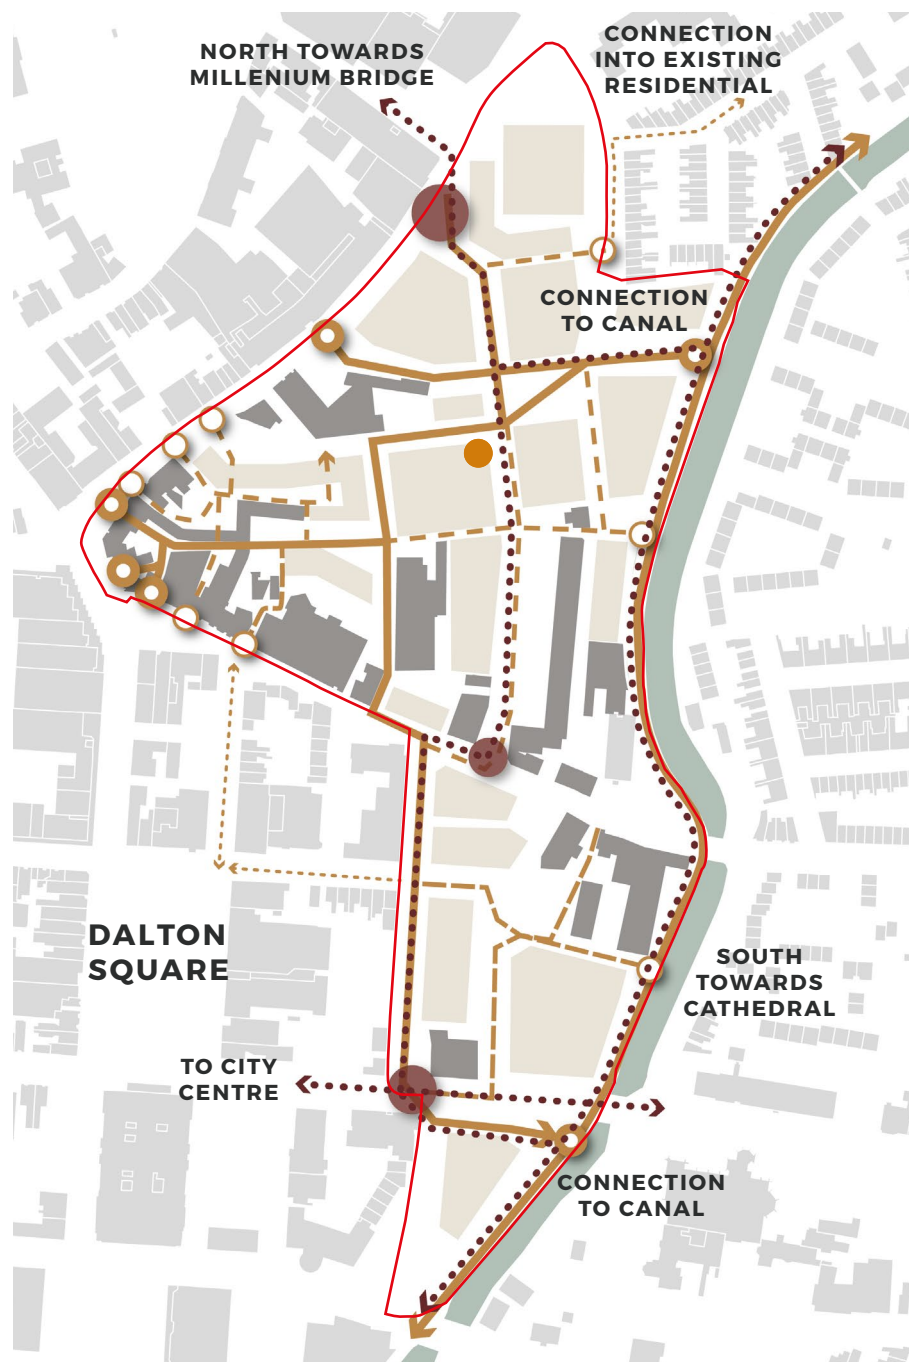 NORTH TOWARDS
MILLENIUM BRIDGE
CONNECTION
INTO EXISTING
RESIDENTIAL
CONNECTION
TO CANAL
DALTON
SQUARE
SOUTH
TOWARDS
CATHEDRAL
TO CITY
CENTRE
CONNECTION
TO CANAL